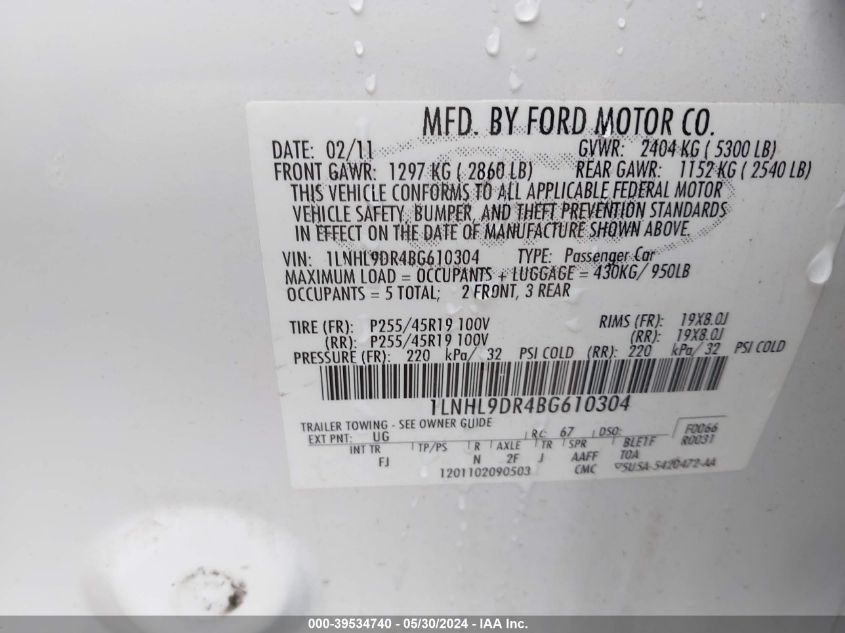 MFD. BY FORD MOTOR CO.
DATE: 02/11 GVWR: 2404 KG ( 5300 LB)
FRONT GAWR: 1297 KG ( 2860 LB) REAR GAWR: 1152 KG ( 2540 LB)
THIS VEHICLE CONFORMS TO ALL APPLICABLE FEDERAL MOTOR
VEHICLE SAFETY, BUMPER, AND THEFT PREVENTION STANDARDS
IN EFFECT ON THE DATE OF MANUFACTURE SHOWN ABOVE.
VIN: 1LNHL9DR4BG610304 TYPE: Passenger Car
MAXIMUM LOAD = OCCUPANTS + LUGGAGE = 430KG/ 950LB
OCCUPANTS = 5 TOTAL; 2 FRONT, 3 REAR
TIRE (FR): P255/45R19 100V RIMS (FR): 19X8.0J
(RR): P255/45R19 100V (RR): 19X8.0J
PRESSURE (FR): 220 kPa/ 32 PSI COLD (RR): 220 kPa/ 32 PSI COLD
1LNHL9DR4BG610304
TRAILER TOWING - SEE OWNER GUIDE
EXT PNT: UG RC: 67 DSO: F0066
R0031
INT TR TP/PS R AXLE TR SPR BLETF
FJ N 2F J AAFF TOA
1201102090503 CMC 5U5A-5420472-AA
000-39534740 - 05/30/2024 - IAA Inc.